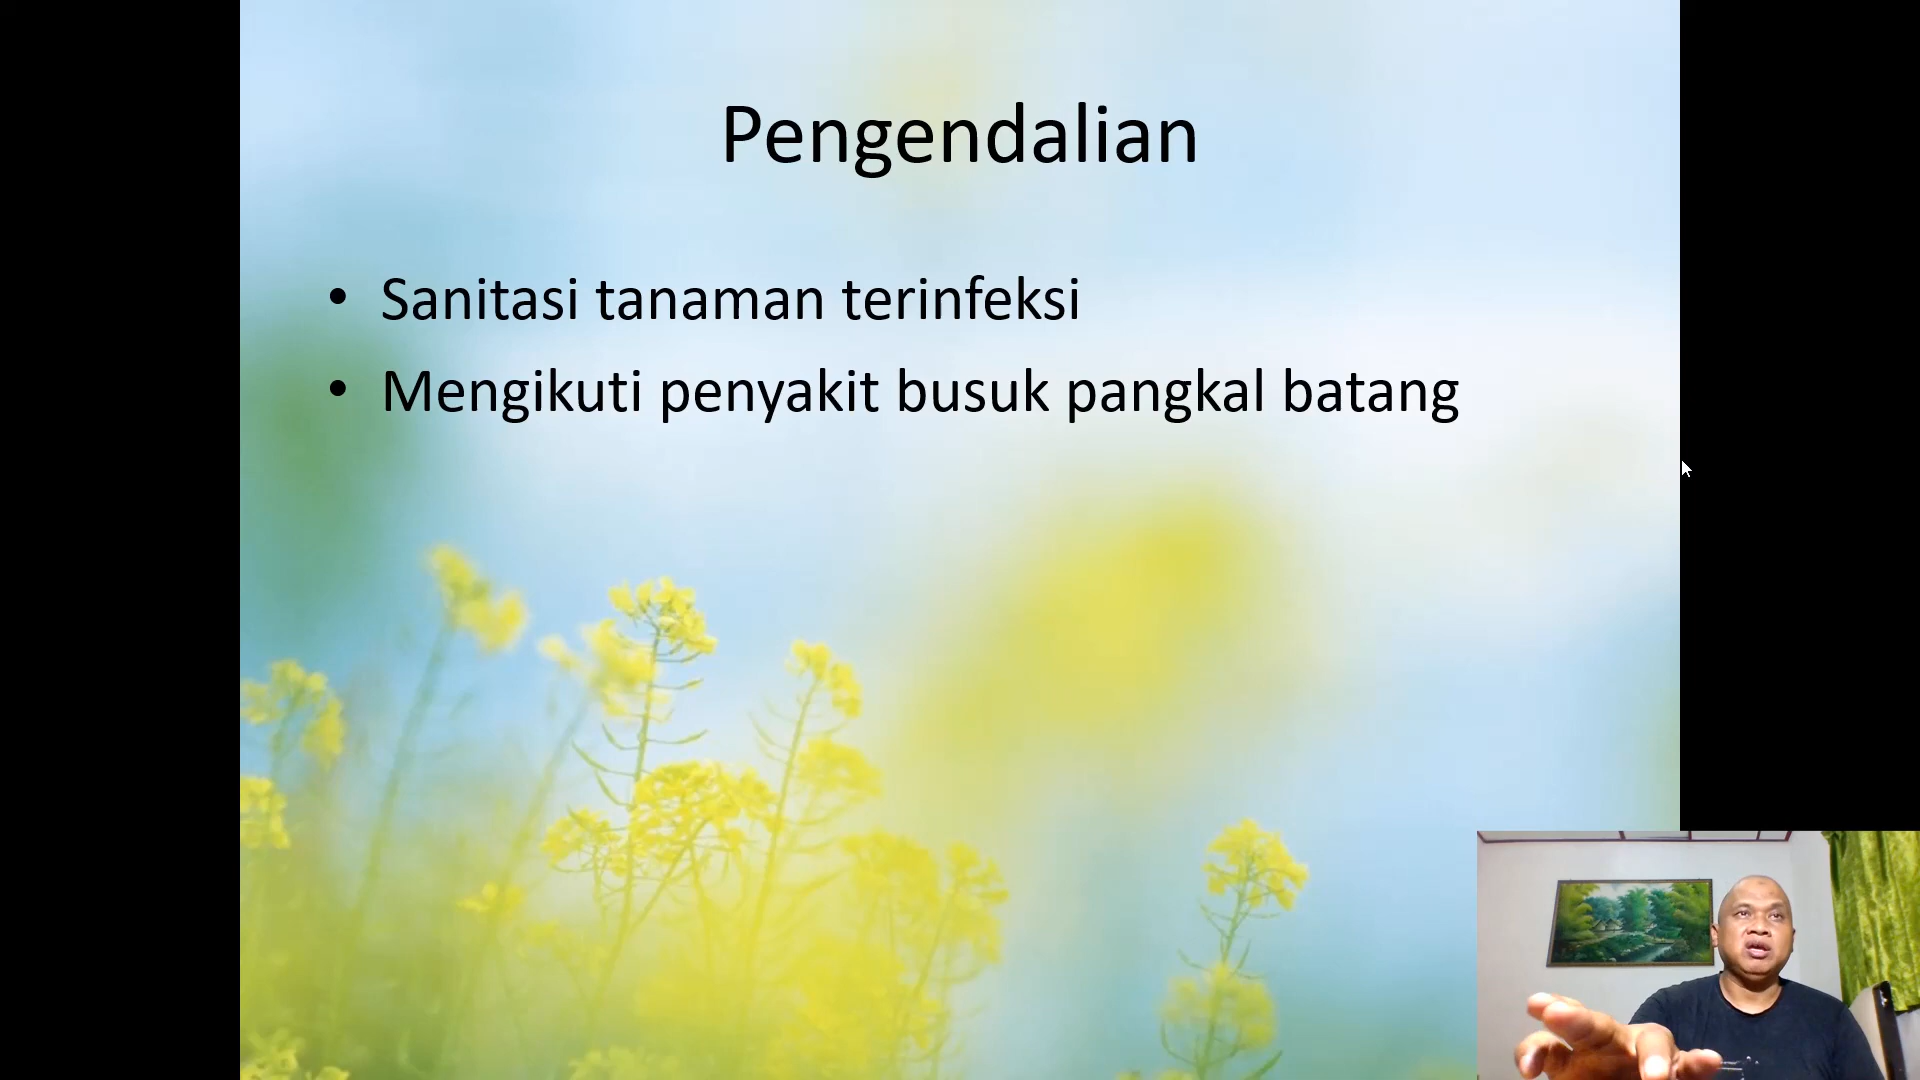 Pengendalian
• Sanitasi tanaman terinfeksi
• Mengikuti penyakit busuk pangkal batang